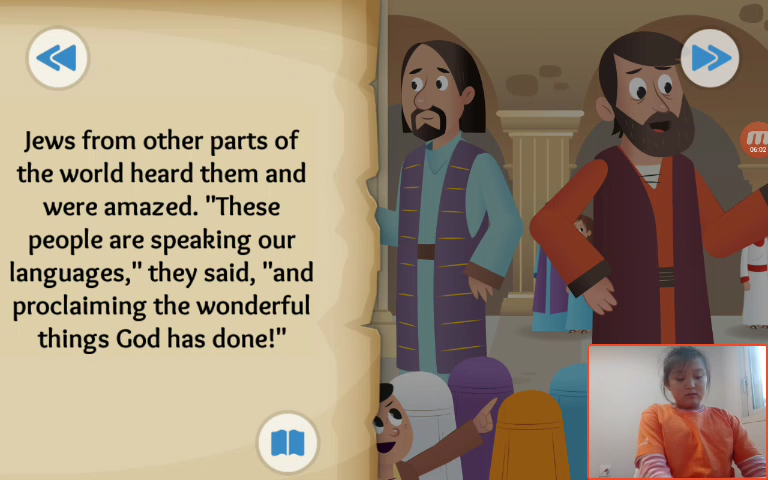 Jews from other parts of
the world heard them and
were amazed. "These
people are speaking our
languages," they said, "and
proclaiming the wonderful
things God has done!"
06:02